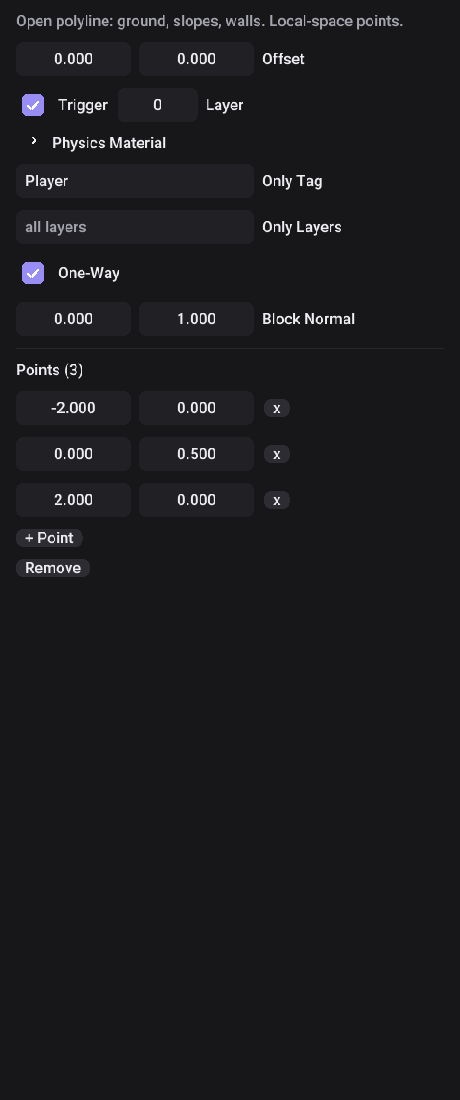 Open polyline: ground, slopes, walls. Local-space points.
0.000 0.000 Offset
Trigger 0 Layer
Physics Material
Player Only Tag
all layers Only Layers
One-Way
0.000 1.000 Block Normal
Points (3)
-2.000 0.000 x
0.000 0.500 x
2.000 0.000 x
+ Point
Remove